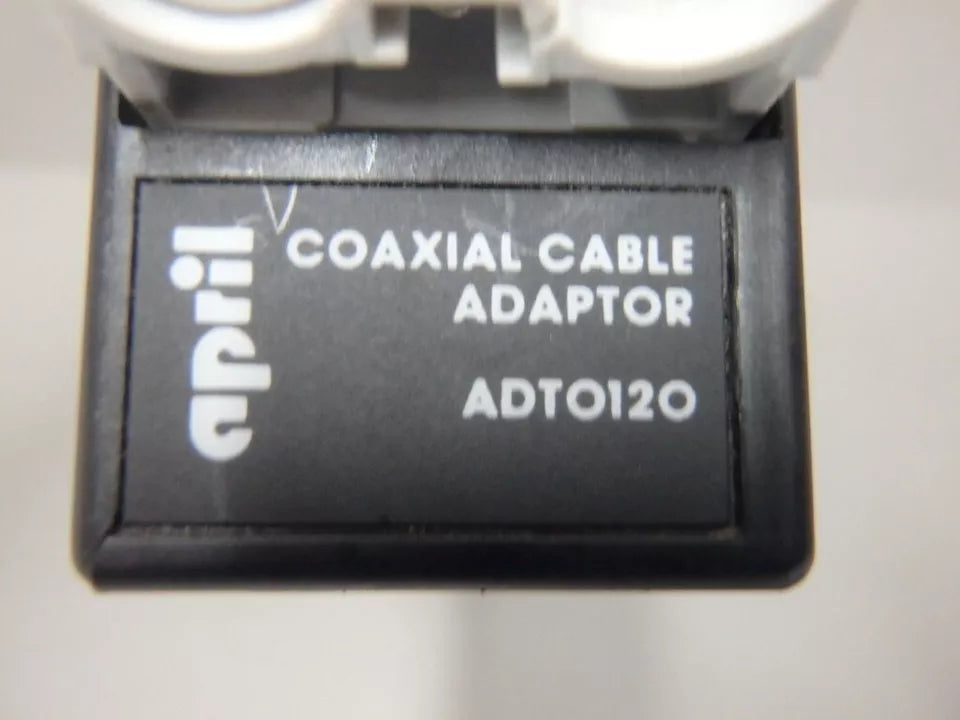 april
COAXIAL CABLE
ADAPTOR
ADT0120